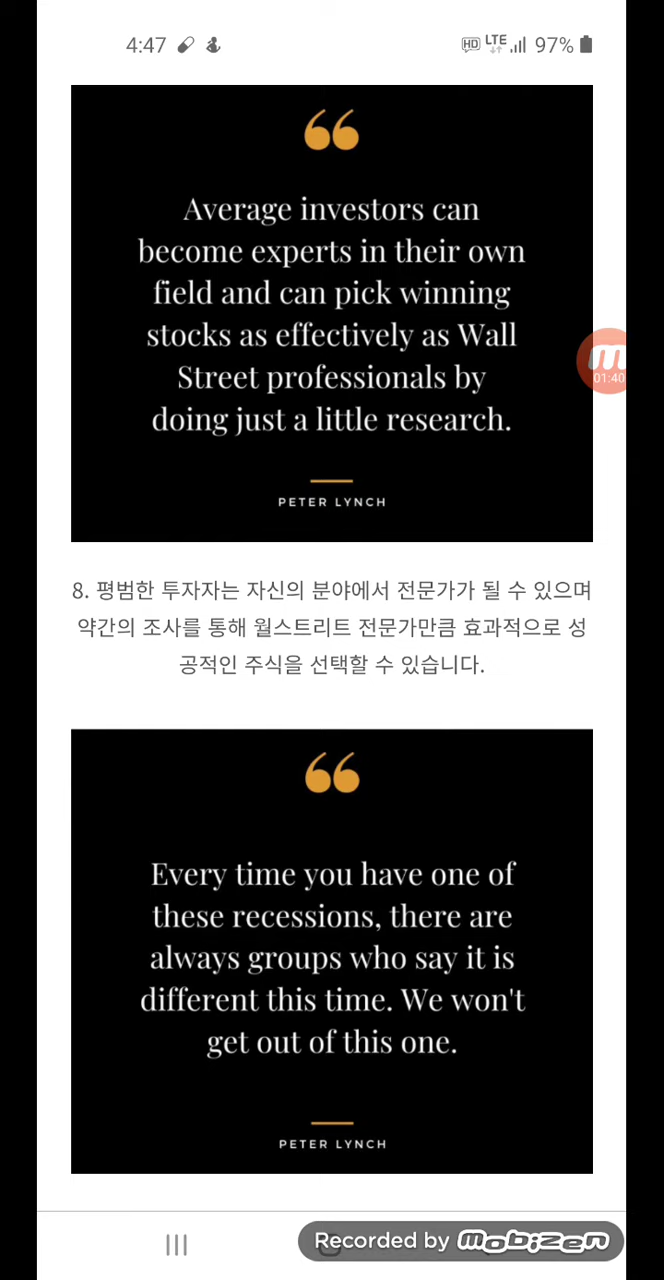 4:47 HD LTE 97%
Average investors can
become experts in their own
field and can pick winning
stocks as effectively as Wall
Street professionals by
doing just a little research.
01:40
PETER LYNCH
8. 평범한 투자자는 자신의 분야에서 전문가가 될 수 있으며
약간의 조사를 통해 월스트리트 전문가만큼 효과적으로 성
공적인 주식을 선택할 수 있습니다.
Every time you have one of
these recessions, there are
always groups who say it is
different this time. We won't
get out of this one.
PETER LYNCH
Recorded by mobizen